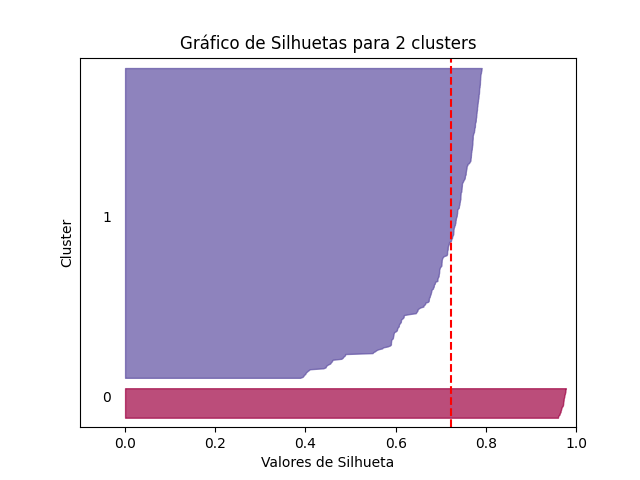 Gráfico de Silhuetas para 2 clusters
Cluster
1
0
0.0 0.2 0.4 0.6 0.8 1.0
Valores de Silhueta